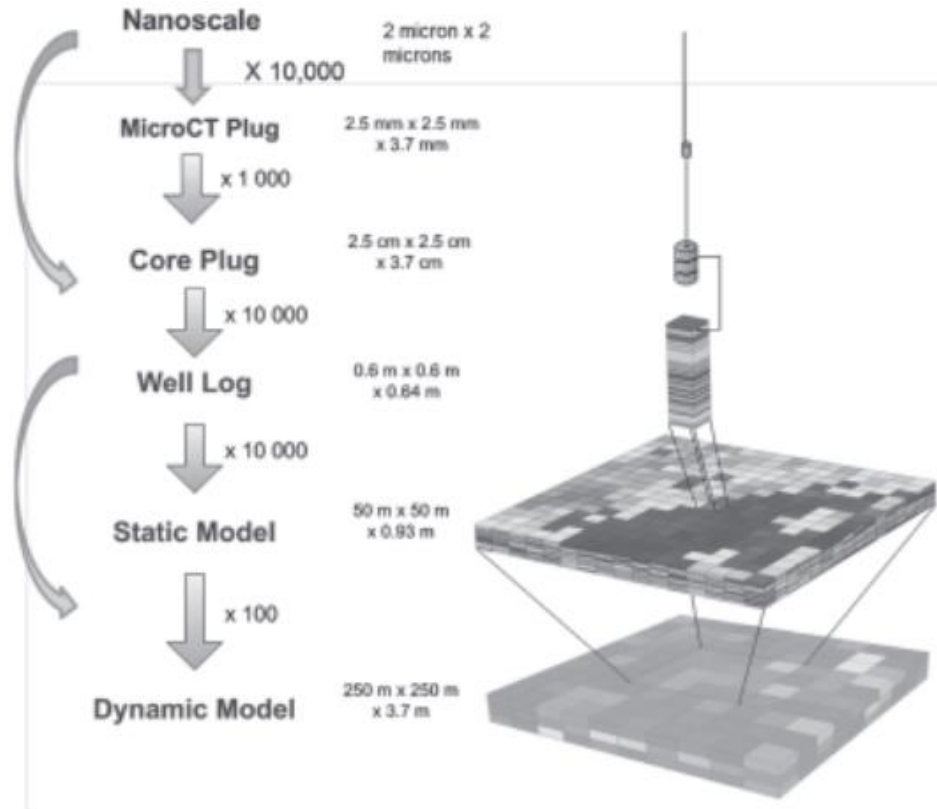 Nanoscale
2 micron x 2
microns
X 10,000
MicroCT Plug
2.5 mm x 2.5 mm
x 3.7 mm
x 1 000
Core Plug
2.5 cm x 2.5 cm
x 3.7 cm
x 10 000
Well Log
0.6 m x 0.6 m
x 0.64 m
x 10 000
Static Model
50 m x 50 m
x 0.93 m
x 100
Dynamic Model
250 m x 250 m
x 3.7 m